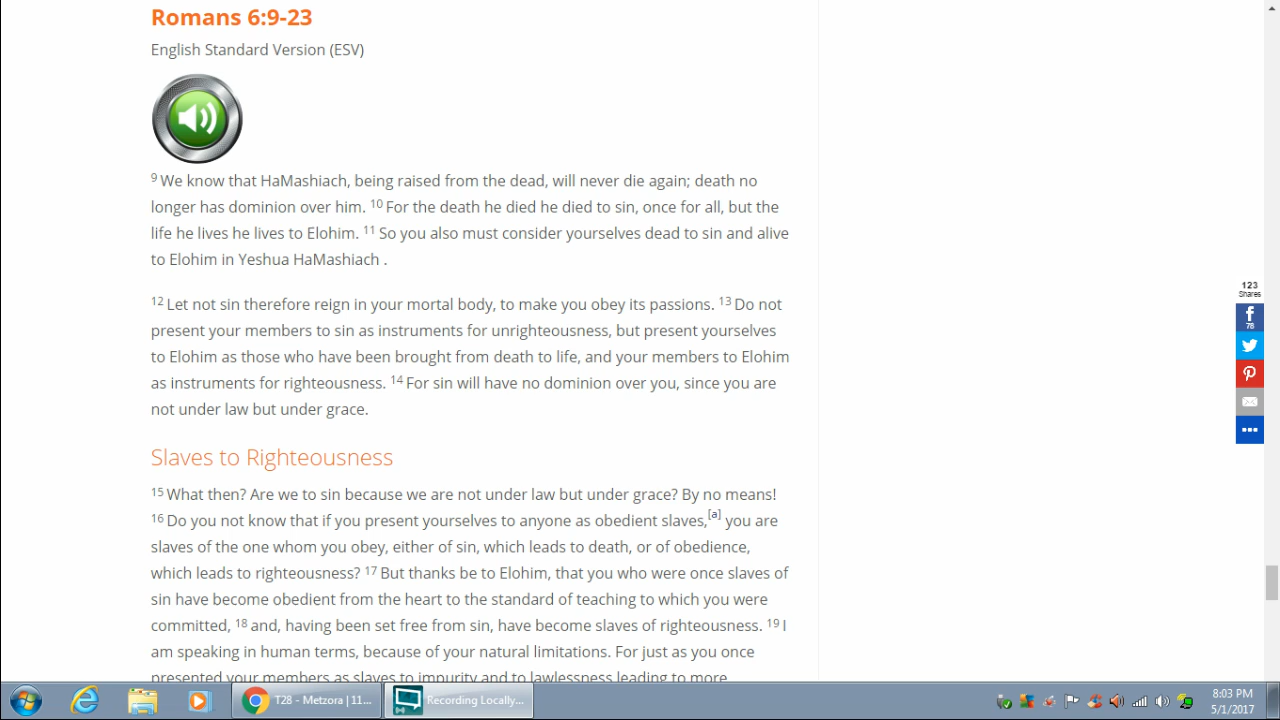 Romans 6:9-23
English Standard Version (ESV)
9 We know that HaMashiach, being raised from the dead, will never die again; death no
longer has dominion over him. 10 For the death he died he died to sin, once for all, but the
life he lives he lives to Elohim. 11 So you also must consider yourselves dead to sin and alive
to Elohim in Yeshua HaMashiach .
12 Let not sin therefore reign in your mortal body, to make you obey its passions. 13 Do not
present your members to sin as instruments for unrighteousness, but present yourselves
to Elohim as those who have been brought from death to life, and your members to Elohim
as instruments for righteousness. 14 For sin will have no dominion over you, since you are
not under law but under grace.
Slaves to Righteousness
15 What then? Are we to sin because we are not under law but under grace? By no means!
16 Do you not know that if you present yourselves to anyone as obedient slaves,[a] you are
slaves of the one whom you obey, either of sin, which leads to death, or of obedience,
which leads to righteousness? 17 But thanks be to Elohim, that you who were once slaves of
sin have become obedient from the heart to the standard of teaching to which you were
committed, 18 and, having been set free from sin, have become slaves of righteousness. 19 I
am speaking in human terms, because of your natural limitations. For just as you once
presented your members as slaves to impurity and to lawlessness leading to more
123
Shares
78
T28 - Metzora | 11...
Recording Locally...
8:03 PM
5/1/2017